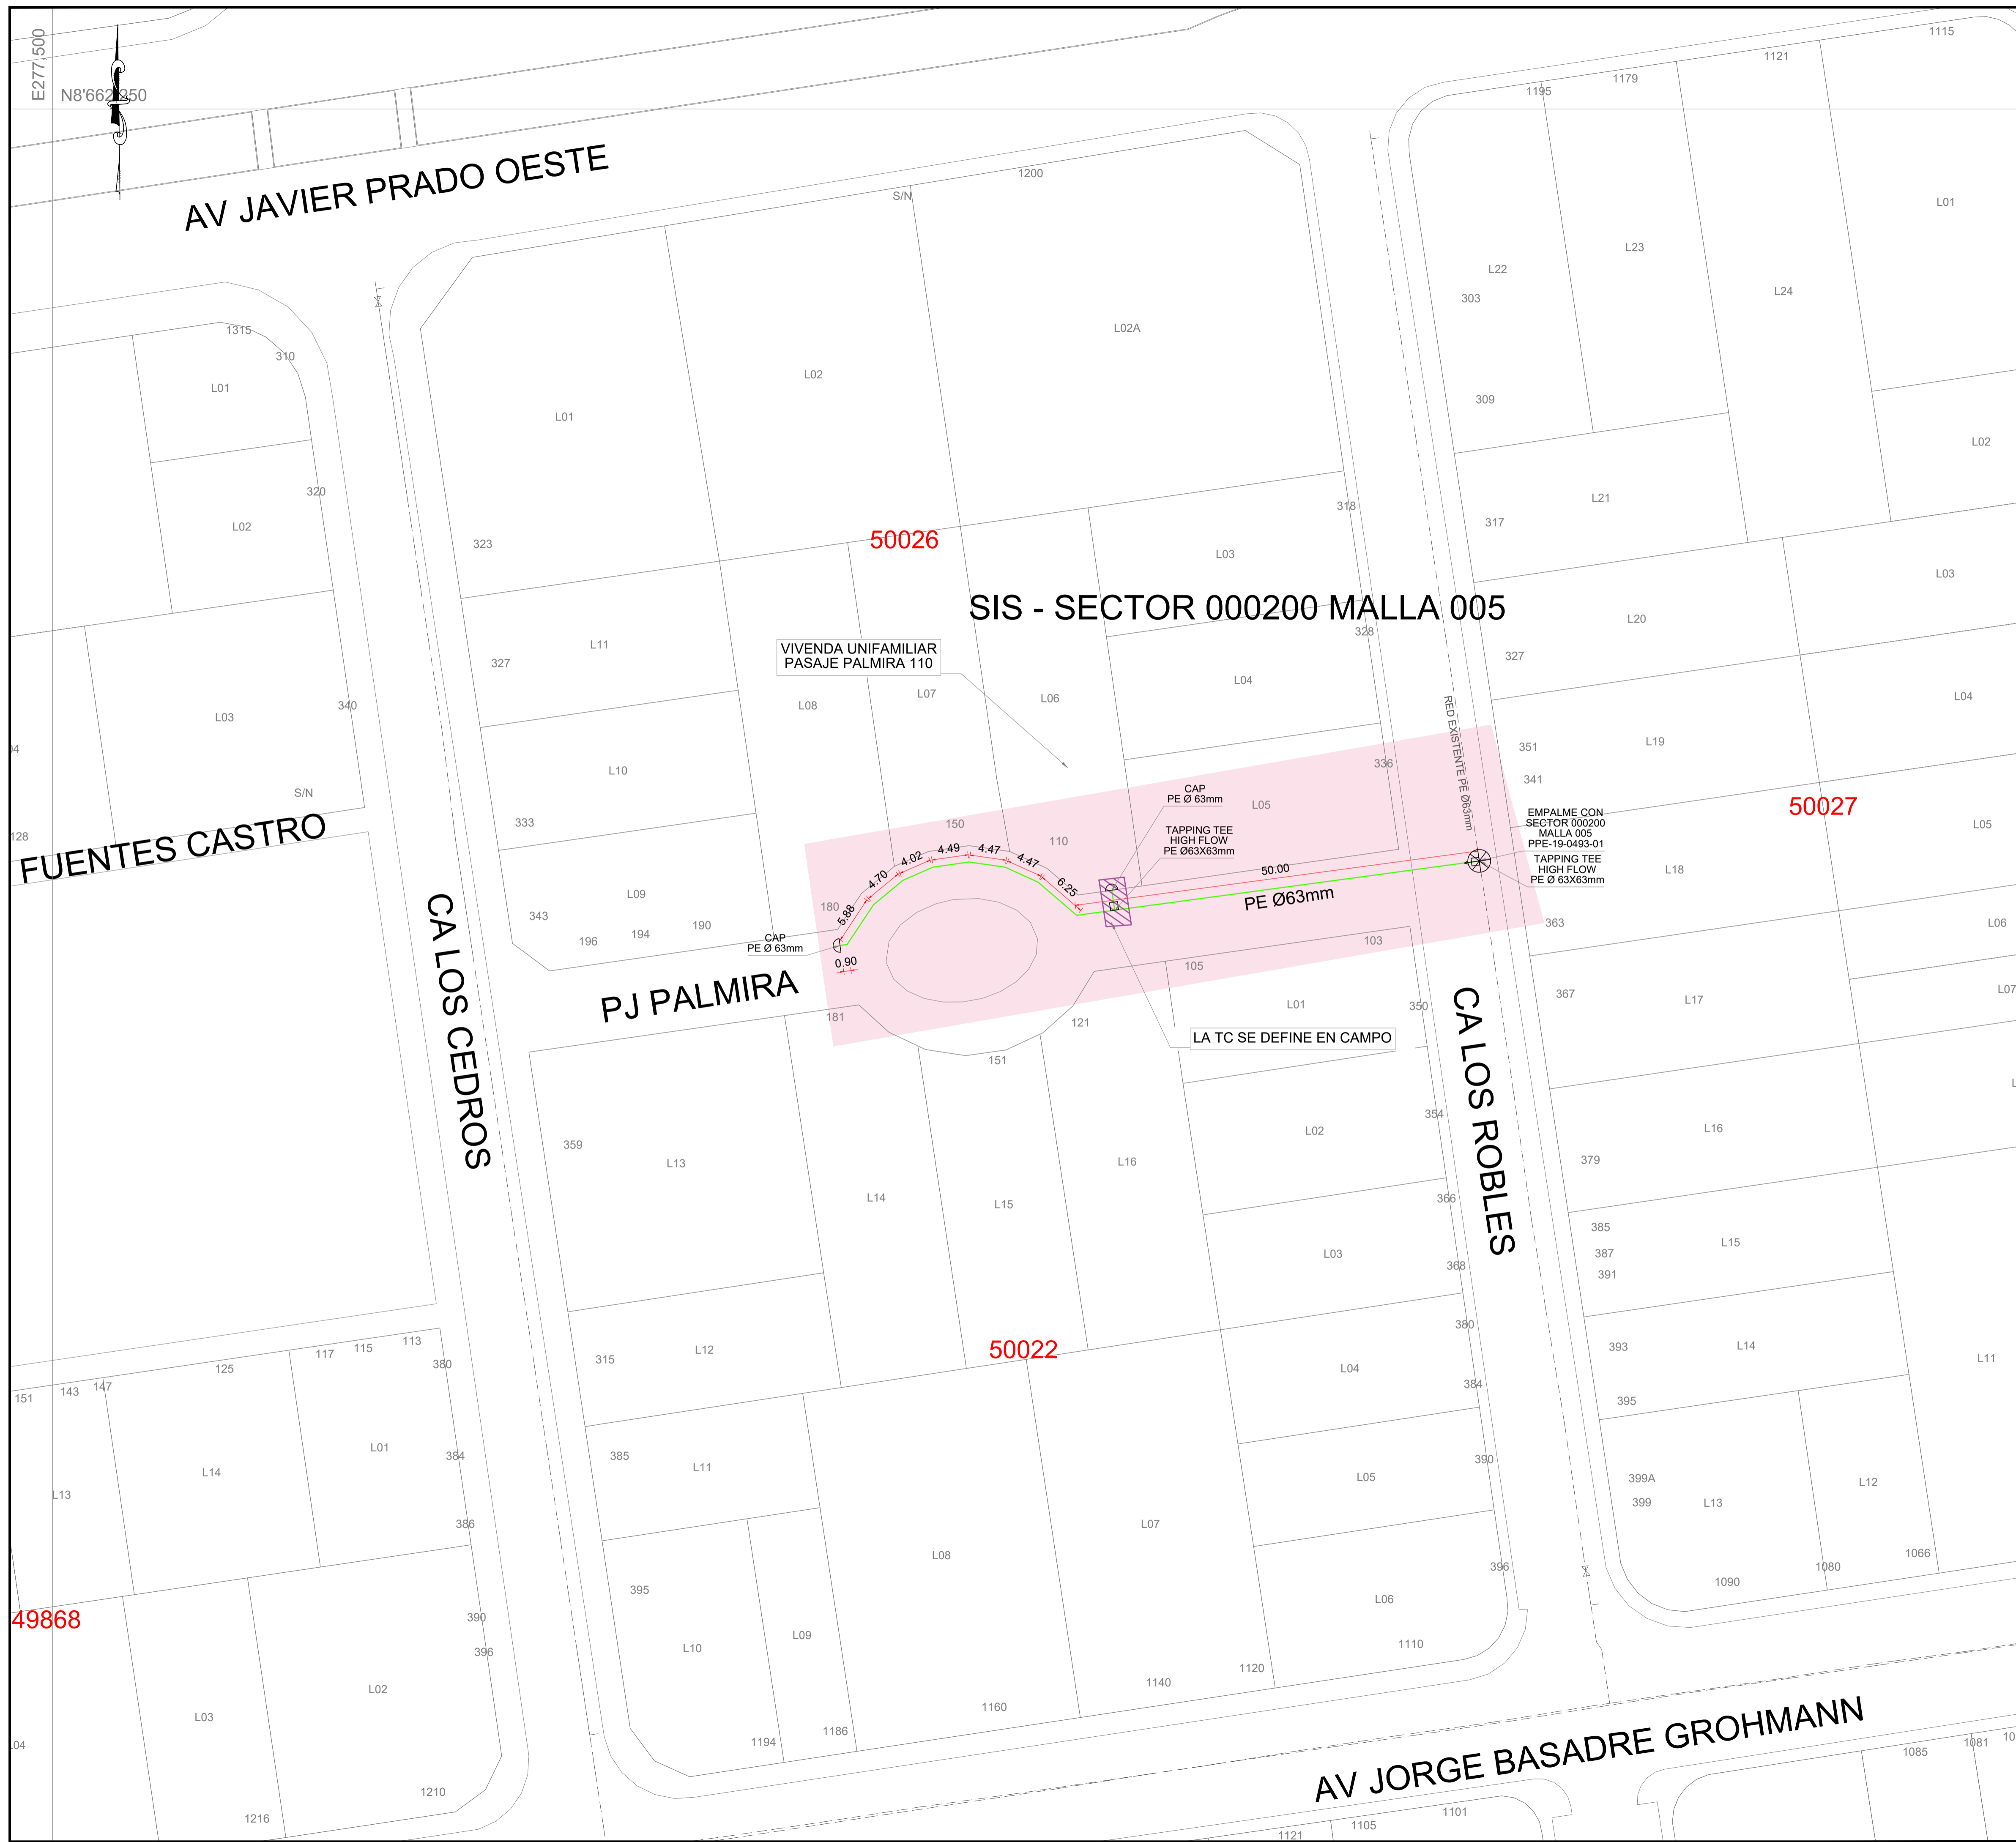 E277,500
AV JAVIER PRADO OESTE
1200
S/N
1195
1179
1121
1115
L01
L02
L02A
L22
L23
L24
L01
303
309
L02
1315
310
L01
320
L02
L03
340
S/N
128
FUENTES CASTRO
323
327
333
343
L11
L10
L09
196
194
190
180
50026
SIS - SECTOR 000200 MALLA 005
318
L03
328
L04
336
L05
L08
L07
L06
VIVENDA UNIFAMILIAR
PASAJE PALMIRA 110
150
110
CAP
PE Ø 63mm
TAPPING TEE
HIGH FLOW
PE Ø63X63mm
RED EXISTENTE PE Ø63mm
EMPALME CON
SECTOR 000200
MALLA 005
PPE-19-0493-01
TAPPING TEE
HIGH FLOW
PE Ø 63X63mm
50.00
PE Ø63mm
5.88
4.70
4.02
4.49
4.47
4.47
6.25
0.90
CAP
PE Ø 63mm
PJ PALMIRA
LA TC SE DEFINE EN CAMPO
317
L21
L03
L20
327
L04
L19
351
341
50027
L05
L18
363
L06
367
L17
L07
L16
379
385
387
391
L15
393
L14
395
L11
399A
399
L13
L12
1090
1080
1066
CA LOS CEDROS
CA LOS ROBLES
181
151
121
105
103
350
L01
354
L02
366
L03
368
380
L04
384
L05
390
396
L06
359
L13
L14
L15
L16
315
L12
50022
385
L11
395
L10
L09
L08
L07
1194
1186
1160
1140
1120
1110
151
143
147
125
117
115
113
380
L13
L14
L01
384
386
49868
390
396
L03
L02
1216
1210
AV JORGE BASADRE GROHMANN
1121
1105
1101
1085
1081